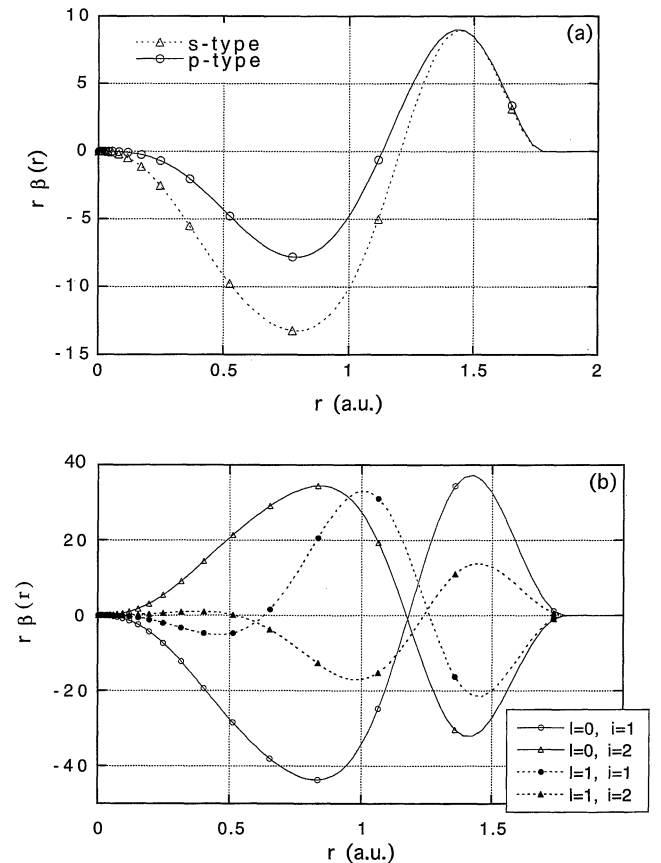 10
5
0
-5
-10
-15
r β(r)
s-type
p-type
(a)
0 0.5 1 1.5 2
r (a.u.)
40
20
0
-20
-40
r β(r)
(b)
l=0, i=1
l=0, i=2
l=1, i=1
l=1, i=2
0 0.5 1 1.5
r (a.u.)